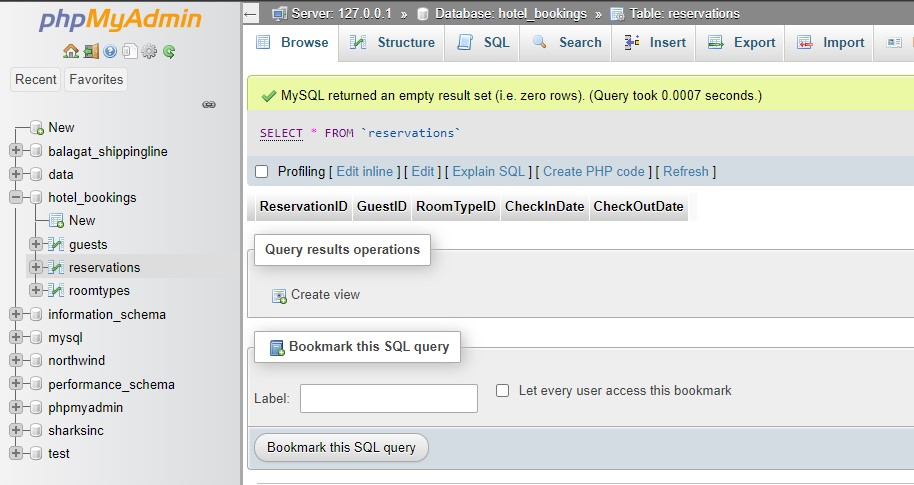 phpMyAdmin
Recent Favorites
New
balagat_shippingline
data
hotel_bookings
New
guests
reservations
roomtypes
information_schema
mysql
northwind
performance_schema
phpmyadmin
sharksinc
test
Server: 127.0.0.1 » Database: hotel_bookings » Table: reservations
Browse Structure SQL Search Insert Export Import
MySQL returned an empty result set (i.e. zero rows). (Query took 0.0007 seconds.)
SELECT * FROM `reservations`
Profiling [ Edit inline ] [ Edit ] [ Explain SQL ] [ Create PHP code ] [ Refresh ]
ReservationID GuestID RoomTypeID CheckInDate CheckOutDate
Query results operations
Create view
Bookmark this SQL query
Label: Let every user access this bookmark
Bookmark this SQL query